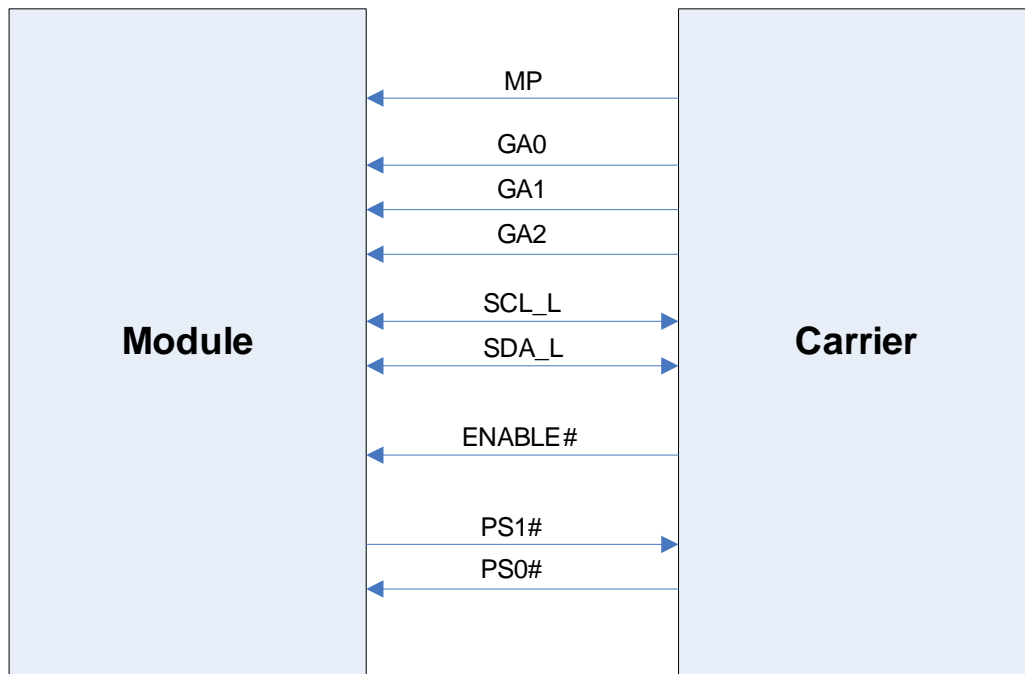 MP
GA0
GA1
GA2
SCL_L
Module
Carrier
SDA_L
ENABLE#
PS1#
PS0#